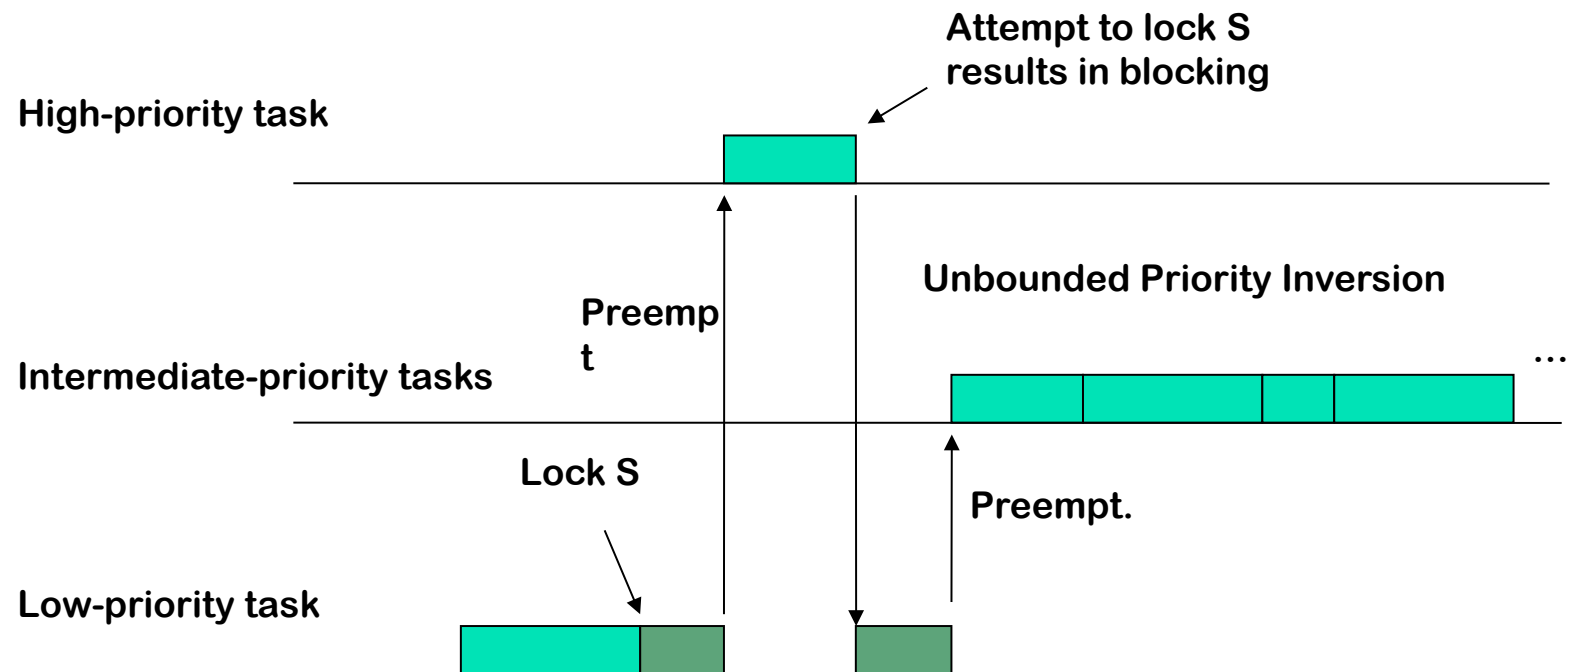 Attempt to lock S
results in blocking
High-priority task
Unbounded Priority Inversion
Preemp
t
...
Intermediate-priority tasks
Lock S
Preempt.
Low-priority task